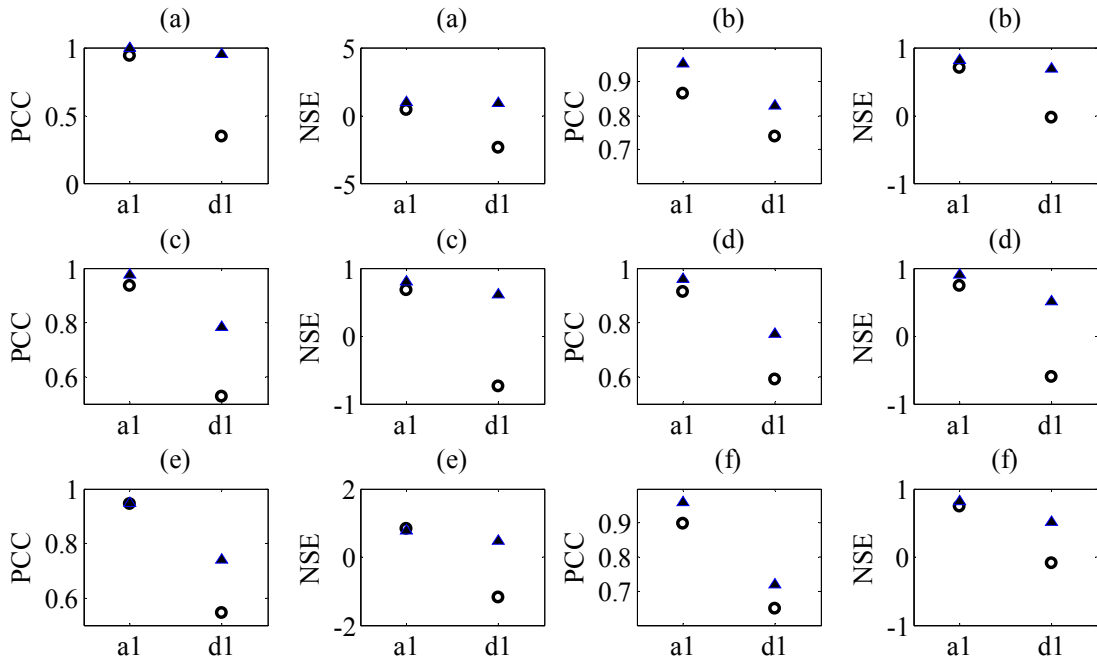 (a) (a) (b) (b)
1 5 0.9 1
PCC NSE PCC NSE
0.5 0 0.8 0
0.7
0 -5 -1
a1 d1 a1 d1 a1 d1 a1 d1
(c) (c) (d) (d)
1 1 1 1
PCC NSE PCC NSE
0.8 0 0.8 0
0.6 0.6
-1 -1
a1 d1 a1 d1 a1 d1 a1 d1
(e) (e) (f) (f)
1 2 1
0.9
PCC NSE PCC NSE
0.8 0 0.8 0
0.6 0.7
-2 -1
a1 d1 a1 d1 a1 d1 a1 d1